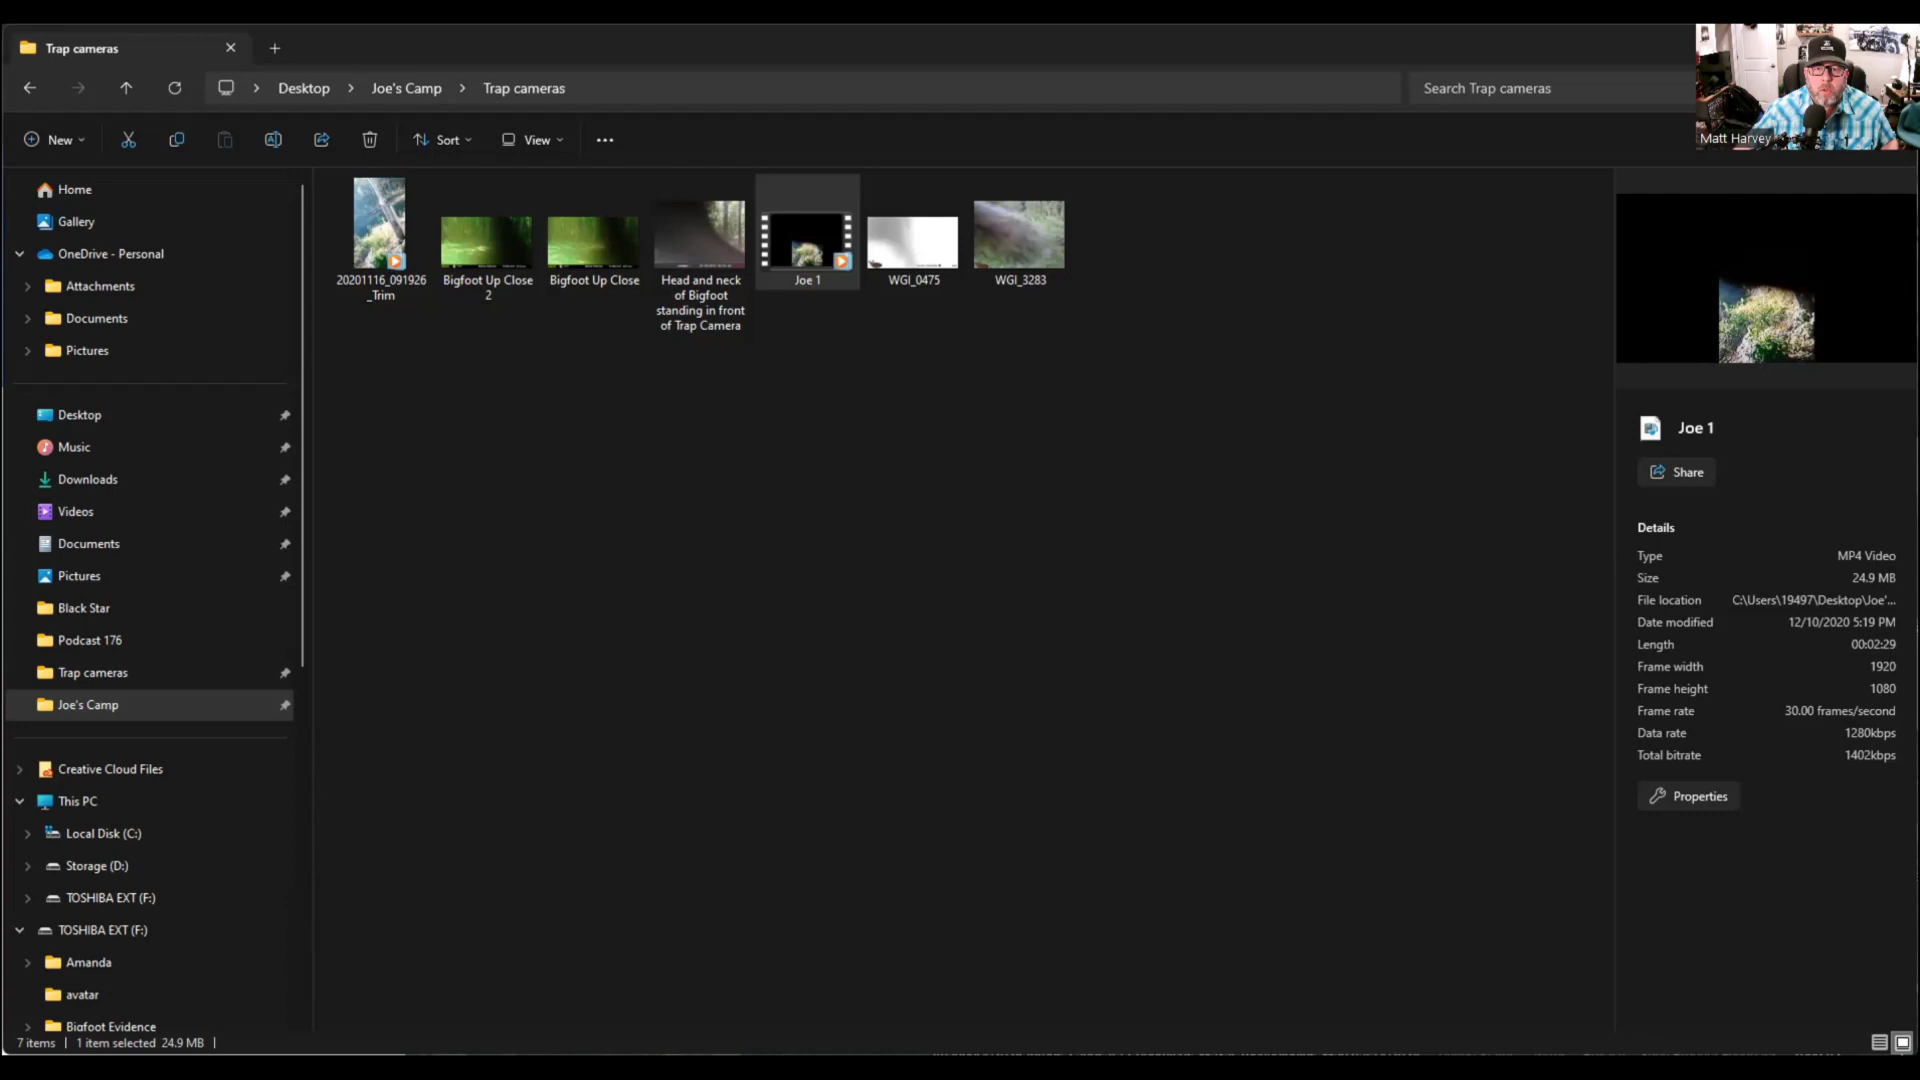 Trap cameras
Desktop
Joe's Camp
Trap cameras
Search Trap cameras
Matt Harvey
New
Sort
View
Home
Gallery
OneDrive - Personal
Attachments
Documents
Pictures
Desktop
Music
Downloads
Videos
Documents
Pictures
Black Star
Podcast 176
Trap cameras
Joe's Camp
Creative Cloud Files
This PC
Local Disk (C:)
Storage (D:)
TOSHIBA EXT (F:)
TOSHIBA EXT (F:)
Amanda
avatar
Bigfoot Evidence
7 items
1 item selected 24.9 MB
20201116_091926
_Trim
Bigfoot Up Close
2
Bigfoot Up Close
Head and neck
of Bigfoot
standing in front
of Trap Camera
Joe 1
WGI_0475
WGI_3283
Joe 1
Share
Details
Type MP4 Video
Size 24.9 MB
File location C:\Users\19497\Desktop\Joe'...
Date modified 12/10/2020 5:19 PM
Length 00:02:29
Frame width 1920
Frame height 1080
Frame rate 30.00 frames/second
Data rate 1280kbps
Total bitrate 1402kbps
Properties